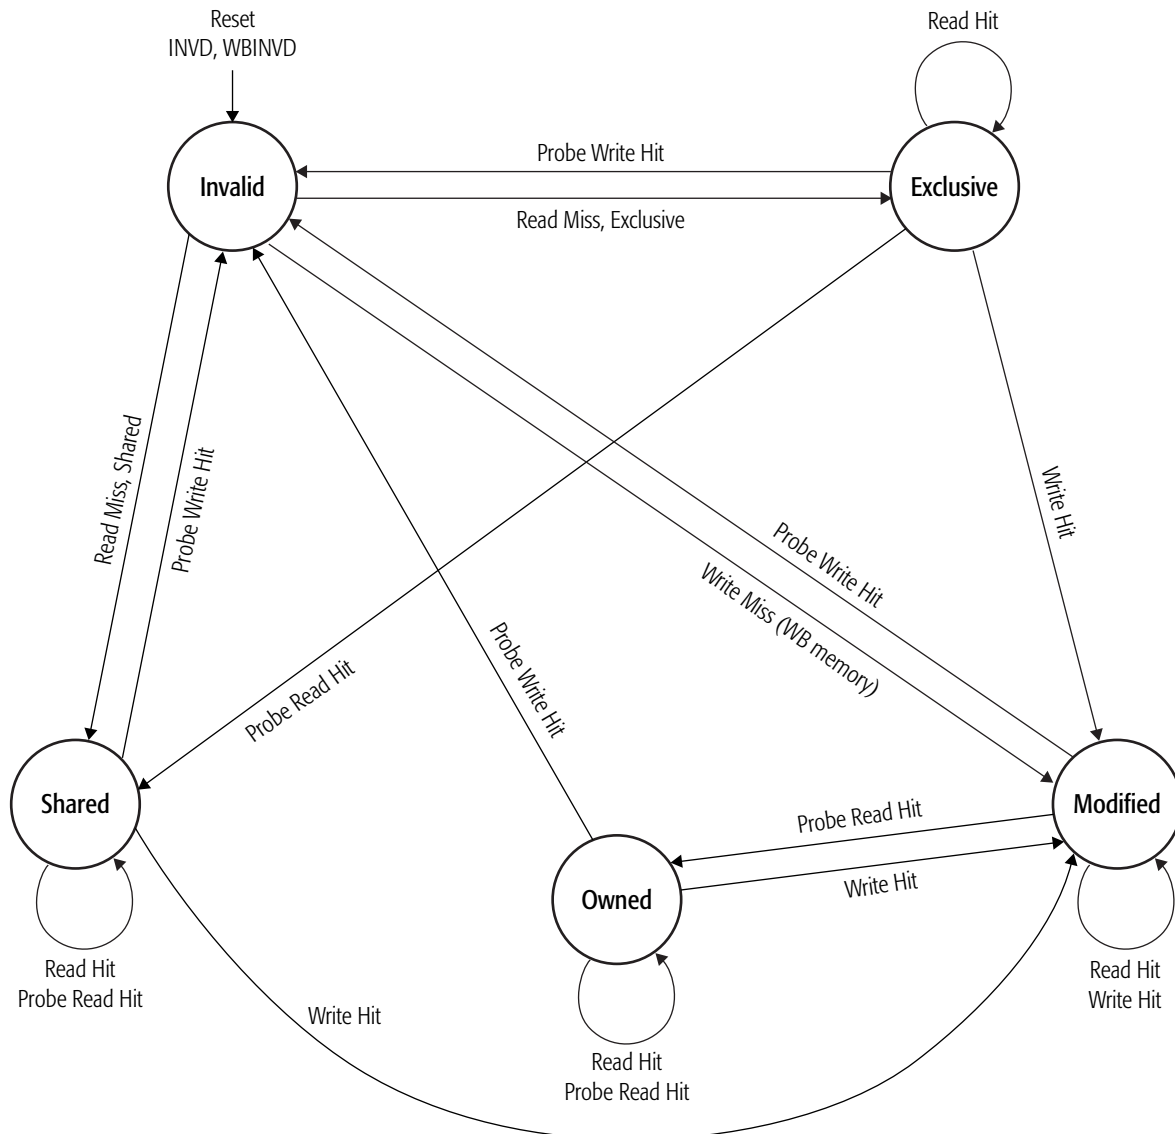 Reset
INVD, WBINVD
Read Hit
Invalid
Probe Write Hit
Exclusive
Read Miss, Exclusive
Read Miss, Shared
Probe Write Hit
Write Hit
Probe Write Hit
Write Miss (WB memory)
Probe Write Hit
Probe Read Hit
Shared
Modified
Probe Read Hit
Write Hit
Owned
Read Hit
Probe Read Hit
Read Hit
Write Hit
Write Hit
Read Hit
Probe Read Hit